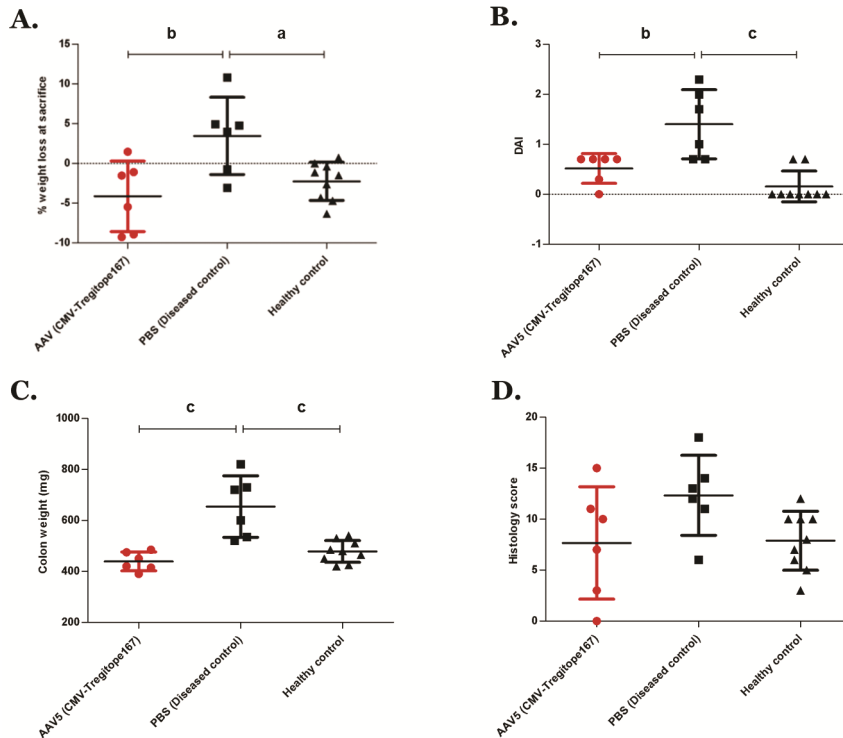 A.
b
a
% weight loss at sacrifice
15
10
5
0
-5
-10
AAV (CMV-Tregitope167)
PBS (Diseased control)
Healthy control
B.
b
c
DAI
3
2
1
0
-1
AAV5 (CMV-Tregitope167)
PBS (Diseased control)
Healthy control
C.
c
c
Colon weight (mg)
1000
800
600
400
200
AAV5 (CMV-Tregitope167)
PBS (Diseased control)
Healthy control
D.
Histology score
20
15
10
5
0
AAV5 (CMV-Tregitope167)
PBS (Diseased control)
Healthy control